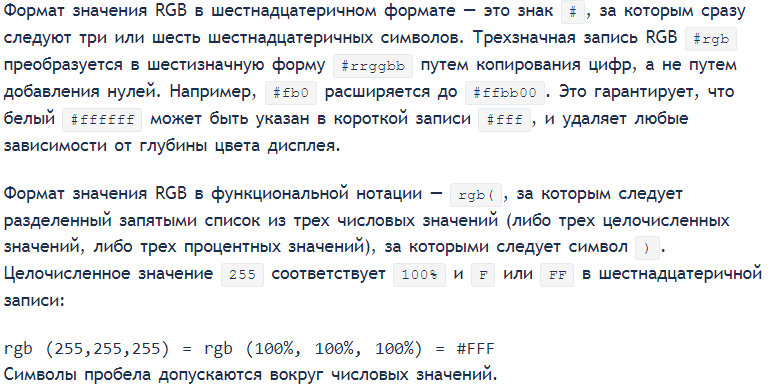 Формат значения RGB в шестнадцатеричном формате — это знак #, за которым сразу
следуют три или шесть шестнадцатеричных символов. Трехзначная запись RGB #rgb
преобразуется в шестизначную форму #rrggbb путем копирования цифр, а не путем
добавления нулей. Например, #fb0 расширяется до #ffbb00. Это гарантирует, что
белый #ffffff может быть указан в короткой записи #fff, и удаляет любые
зависимости от глубины цвета дисплея.
Формат значения RGB в функциональной нотации — rgb(, за которым следует
разделенный запятыми список из трех числовых значений (либо трех целочисленных
значений, либо трех процентных значений), за которыми следует символ ).
Целочисленное значение 255 соответствует 100% и F или FF в шестнадцатеричной
записи:
rgb (255,255,255) = rgb (100%, 100%, 100%) = #FFF
Символы пробела допускаются вокруг числовых значений.